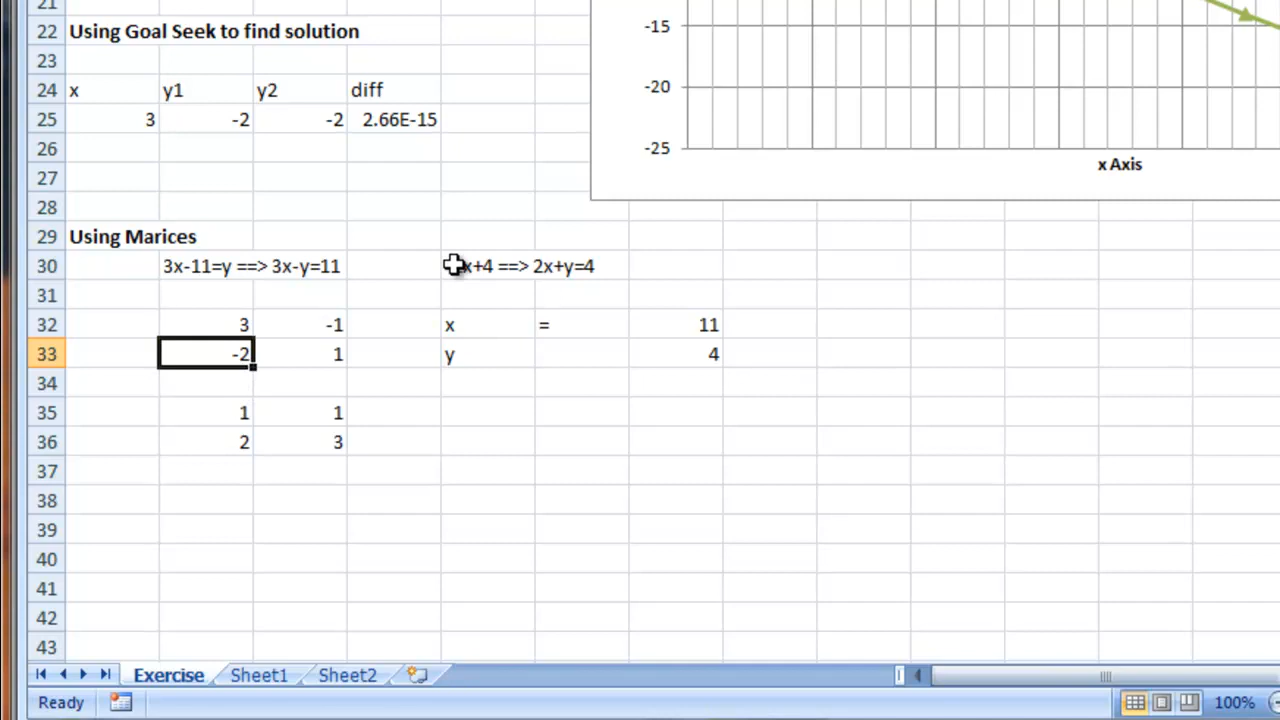 21
-15
22 Using Goal Seek to find solution
23
-20
24 x y1 y2 diff
25 3 -2 -2 2.66E-15
26 -25
x Axis
27
28
29 Using Marices
30 3x-11=y ==> 3x-y=11 x+4 ==> 2x+y=4
31
32 3 -1 x = 11
33 -2 1 y 4
34
35 1 1
36 2 3
37
38
39
40
41
42
43
Exercise Sheet1 Sheet2
Ready 100%